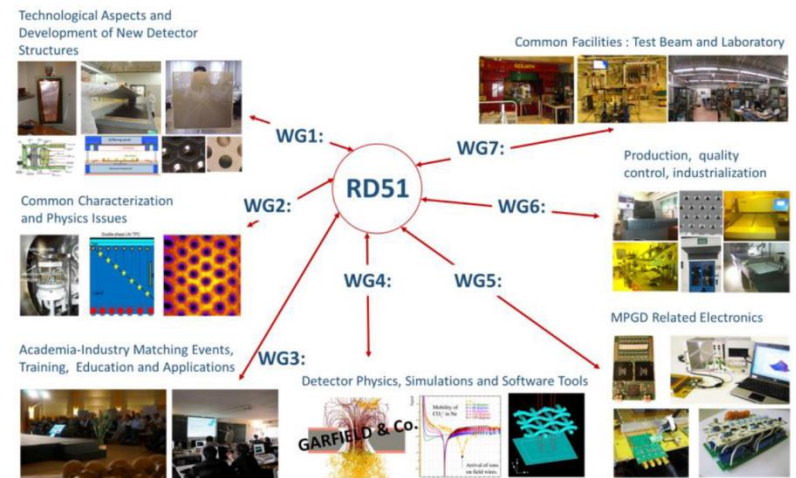 Technological Aspects and
Development of New Detector
Structures
Common Facilities : Test Beam and Laboratory
WG1:
WG7:
RD51
Production, quality
control, industrialization
Common Characterization
and Physics Issues
WG2:
WG6:
WG4:
WG5:
MPGD Related Electronics
Academia-Industry Matching Events,
Training, Education and Applications
WG3:
Detector Physics, Simulations and Software Tools
GARFIELD & Co.
Mobility of
CO₂⁺ in Ne
Arrival of ions
on field wires.